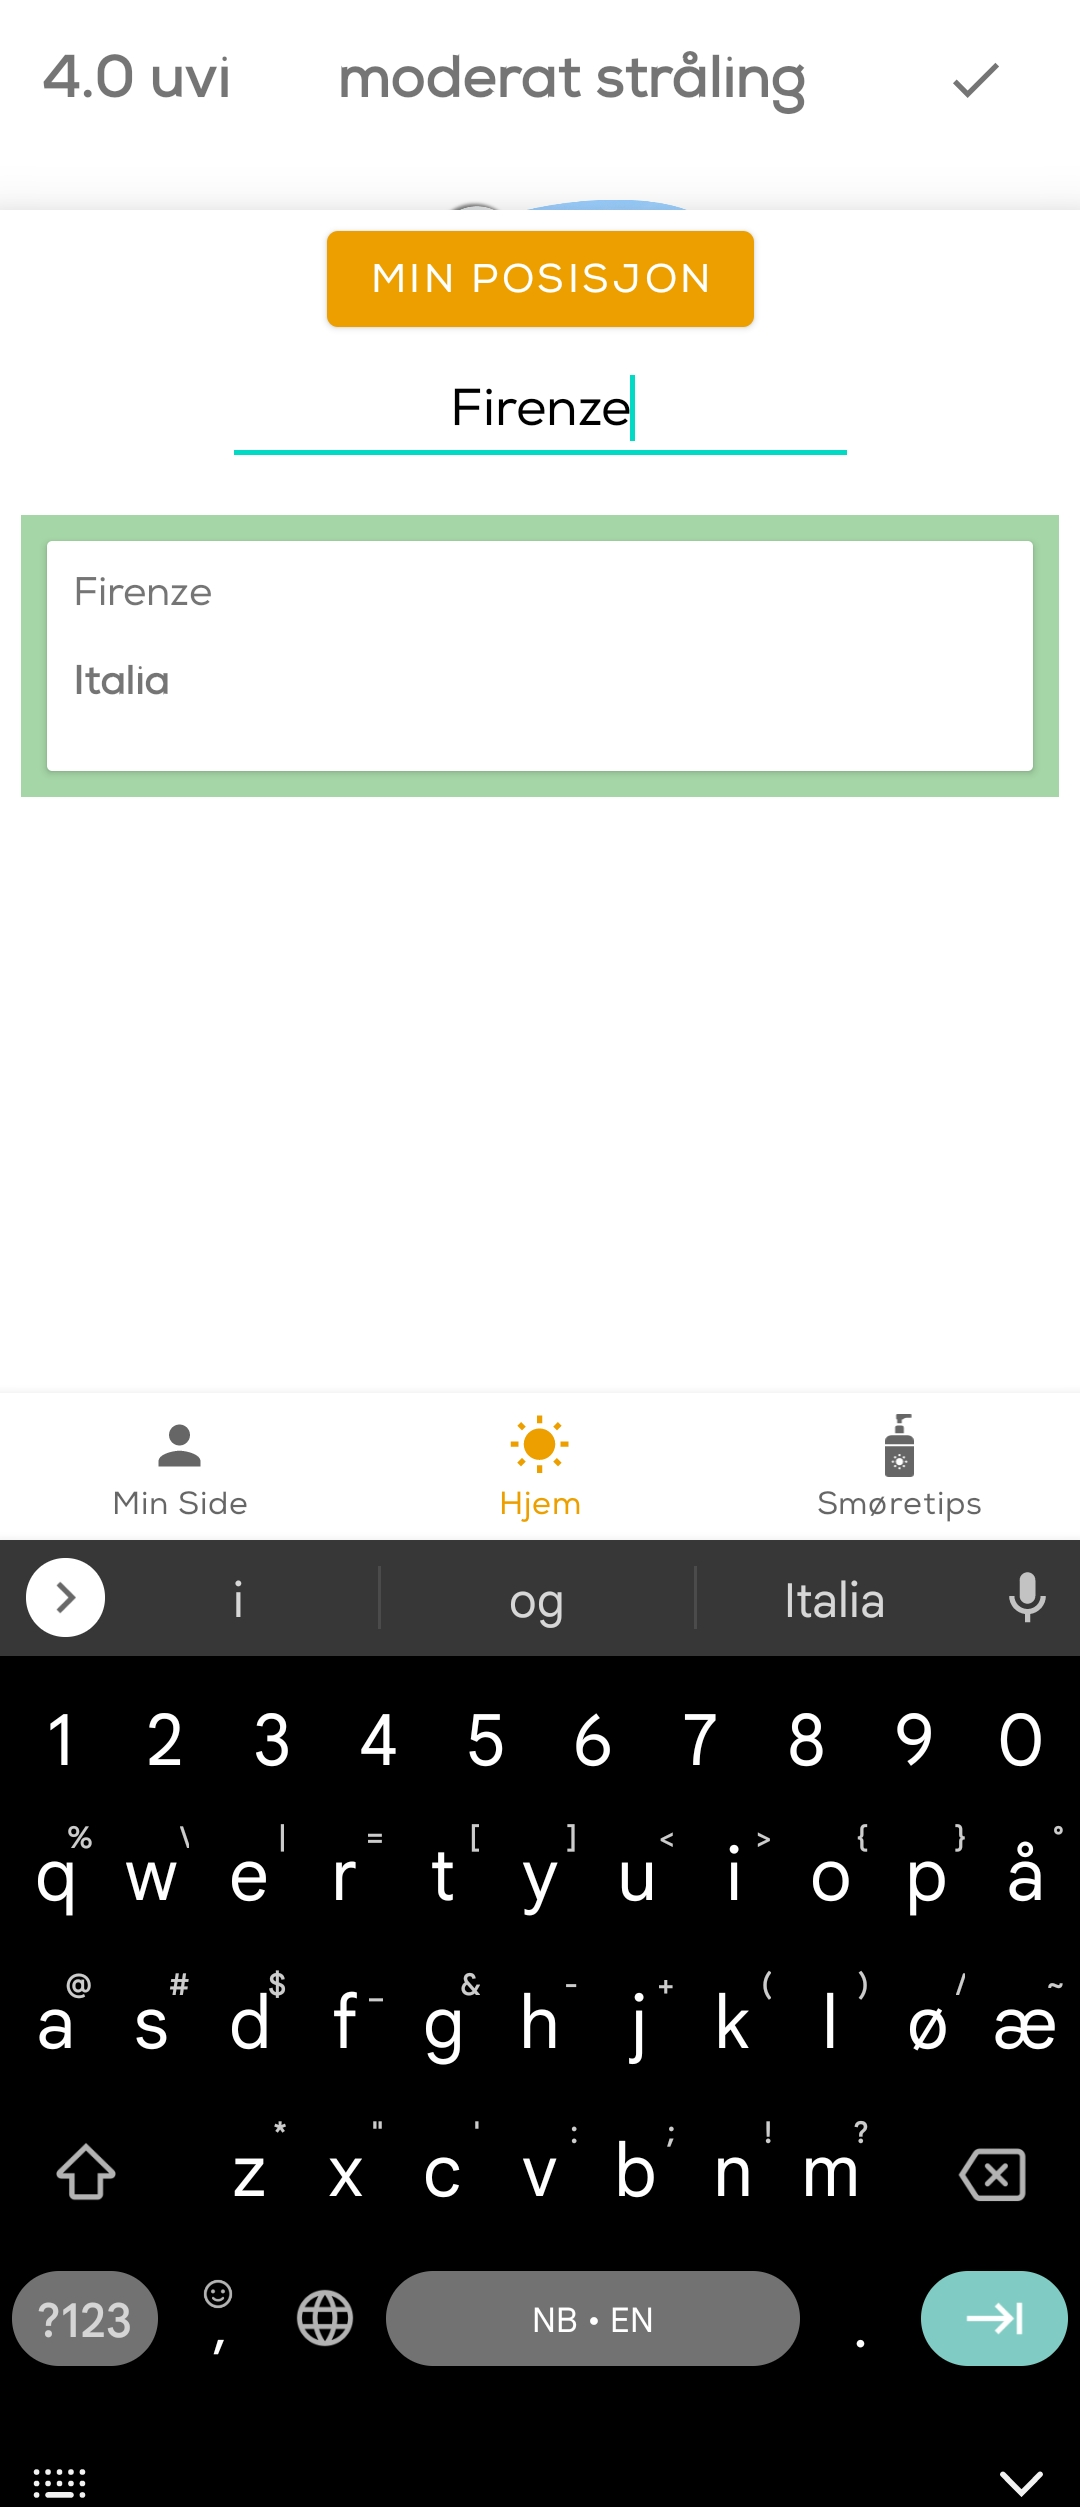 4.0 uvi moderat stråling
MIN POSISJON
Firenze
Firenze
Italia
Min Side Hjem Smøretips
i og Italia
1 2 3 4 5 6 7 8 9 0
% \ | = [ ] < > { } °
q w e r t y u i o p å
@ # $ _ & - + ( ) / ~
a s d f g h j k l ø æ
* " ' : ; ! ?
z x c v b n m
?123 , NB • EN .